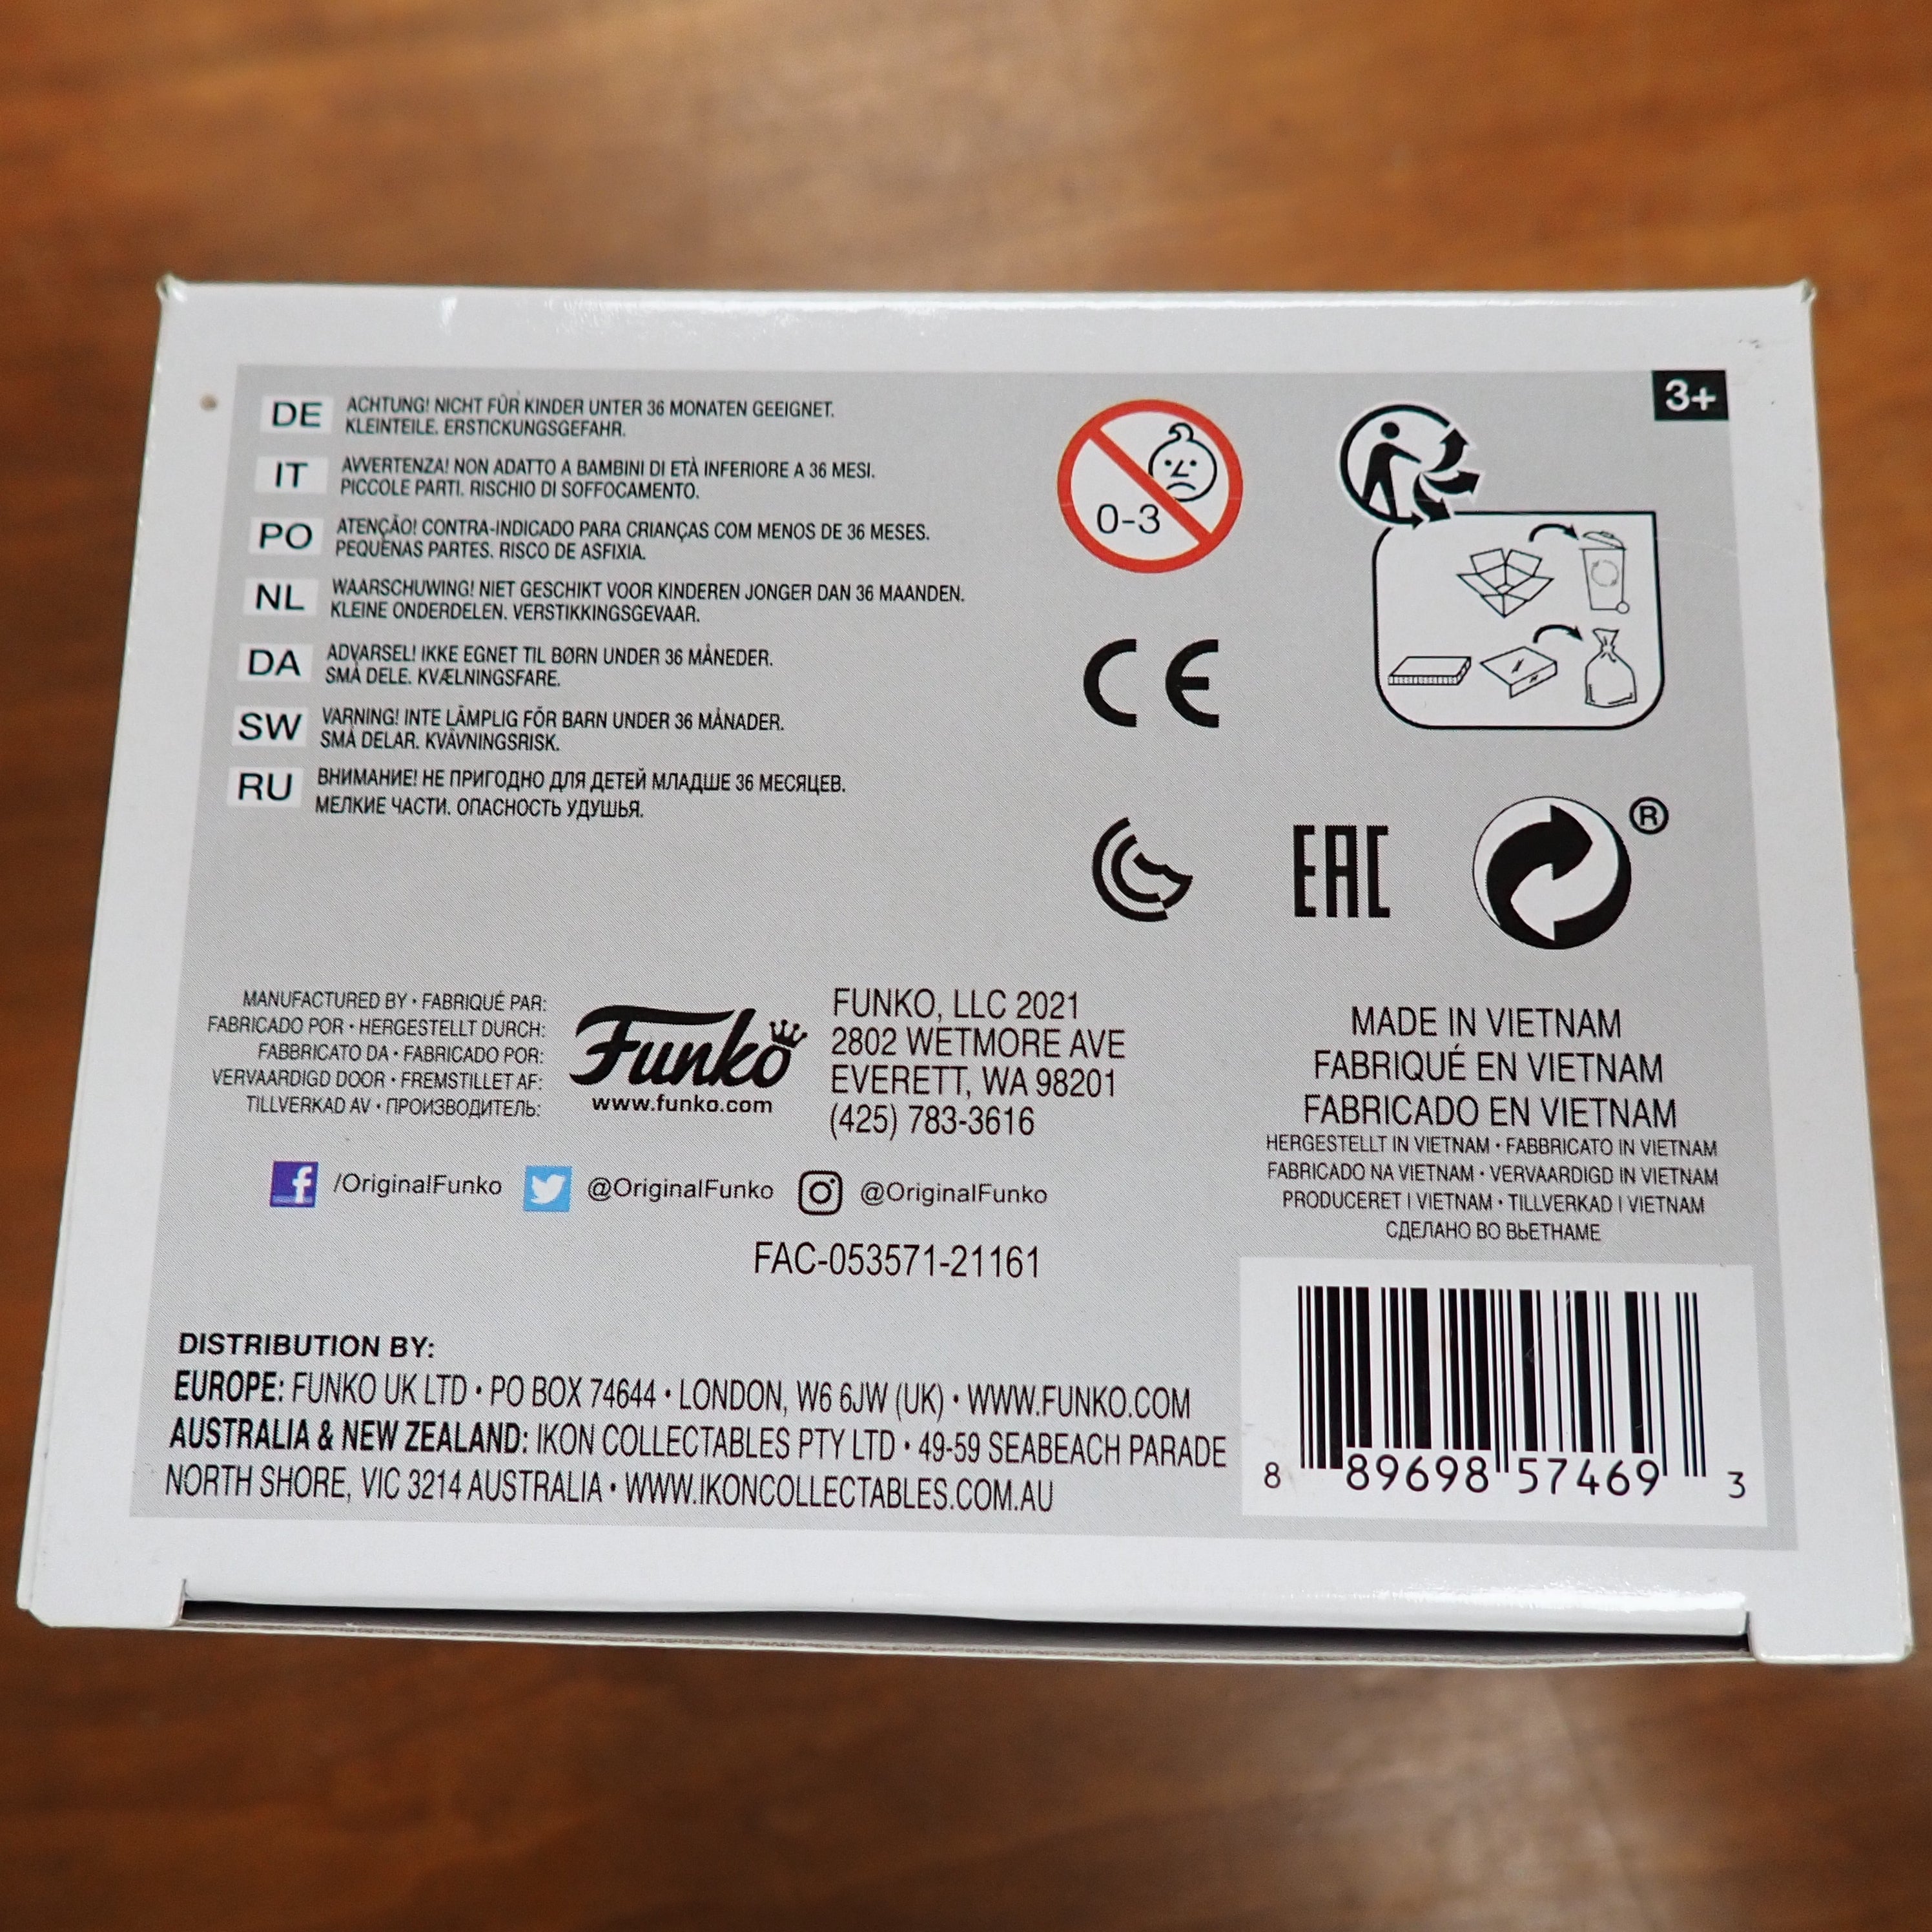 3+
DE ACHTUNG! NICHT FÜR KINDER UNTER 36 MONATEN GEEIGNET.
KLEINTEILE. ERSTICKUNGSGEFAHR.
IT AVVERTENZA! NON ADATTO A BAMBINI DI ETÀ INFERIORE A 36 MESI.
PICCOLE PARTI. RISCHIO DI SOFFOCAMENTO.
PO ATENÇÃO! CONTRA-INDICADO PARA CRIANÇAS COM MENOS DE 36 MESES.
PEQUENAS PARTES. RISCO DE ASFIXIA.
NL WAARSCHUWING! NIET GESCHIKT VOOR KINDEREN JONGER DAN 36 MAANDEN.
KLEINE ONDERDELEN. VERSTIKKINGSGEVAAR.
DA ADVARSEL! IKKE EGNET TIL BØRN UNDER 36 MÅNEDER.
SMÅ DELE. KVÆLNINGSFARE.
SW VARNING! INTE LÄMPLIG FÖR BARN UNDER 36 MÅNADER.
SMÅ DELAR. KVÄVNINGSRISK.
RU ВНИМАНИЕ! НЕ ПРИГОДНО ДЛЯ ДЕТЕЙ МЛАДШЕ 36 МЕСЯЦЕВ.
МЕЛКИЕ ЧАСТИ. ОПАСНОСТЬ УДУШЬЯ.
0-3
CE
EAC
®
MANUFACTURED BY • FABRIQUÉ PAR:
FABRICADO POR • HERGESTELLT DURCH:
FABBRICATO DA • FABRICADO POR:
VERVAARDIGD DOOR • FREMSTILLET AF:
TILLVERKAD AV • ПРОИЗВОДИТЕЛЬ:
Funko
www.funko.com
FUNKO, LLC 2021
2802 WETMORE AVE
EVERETT, WA 98201
(425) 783-3616
MADE IN VIETNAM
FABRIQUÉ EN VIETNAM
FABRICADO EN VIETNAM
HERGESTELLT IN VIETNAM • FABBRICATO IN VIETNAM
FABRICADO NA VIETNAM • VERVAARDIGD IN VIETNAM
PRODUCERET I VIETNAM • TILLVERKAD I VIETNAM
СДЕЛАНО ВО ВЬЕТНАМЕ
f /OriginalFunko @OriginalFunko @OriginalFunko
FAC-053571-21161
DISTRIBUTION BY:
EUROPE: FUNKO UK LTD • PO BOX 74644 • LONDON, W6 6JW (UK) • WWW.FUNKO.COM
AUSTRALIA & NEW ZEALAND: IKON COLLECTABLES PTY LTD • 49-59 SEABEACH PARADE
NORTH SHORE, VIC 3214 AUSTRALIA • WWW.IKONCOLLECTABLES.COM.AU
8 89698 57469 3